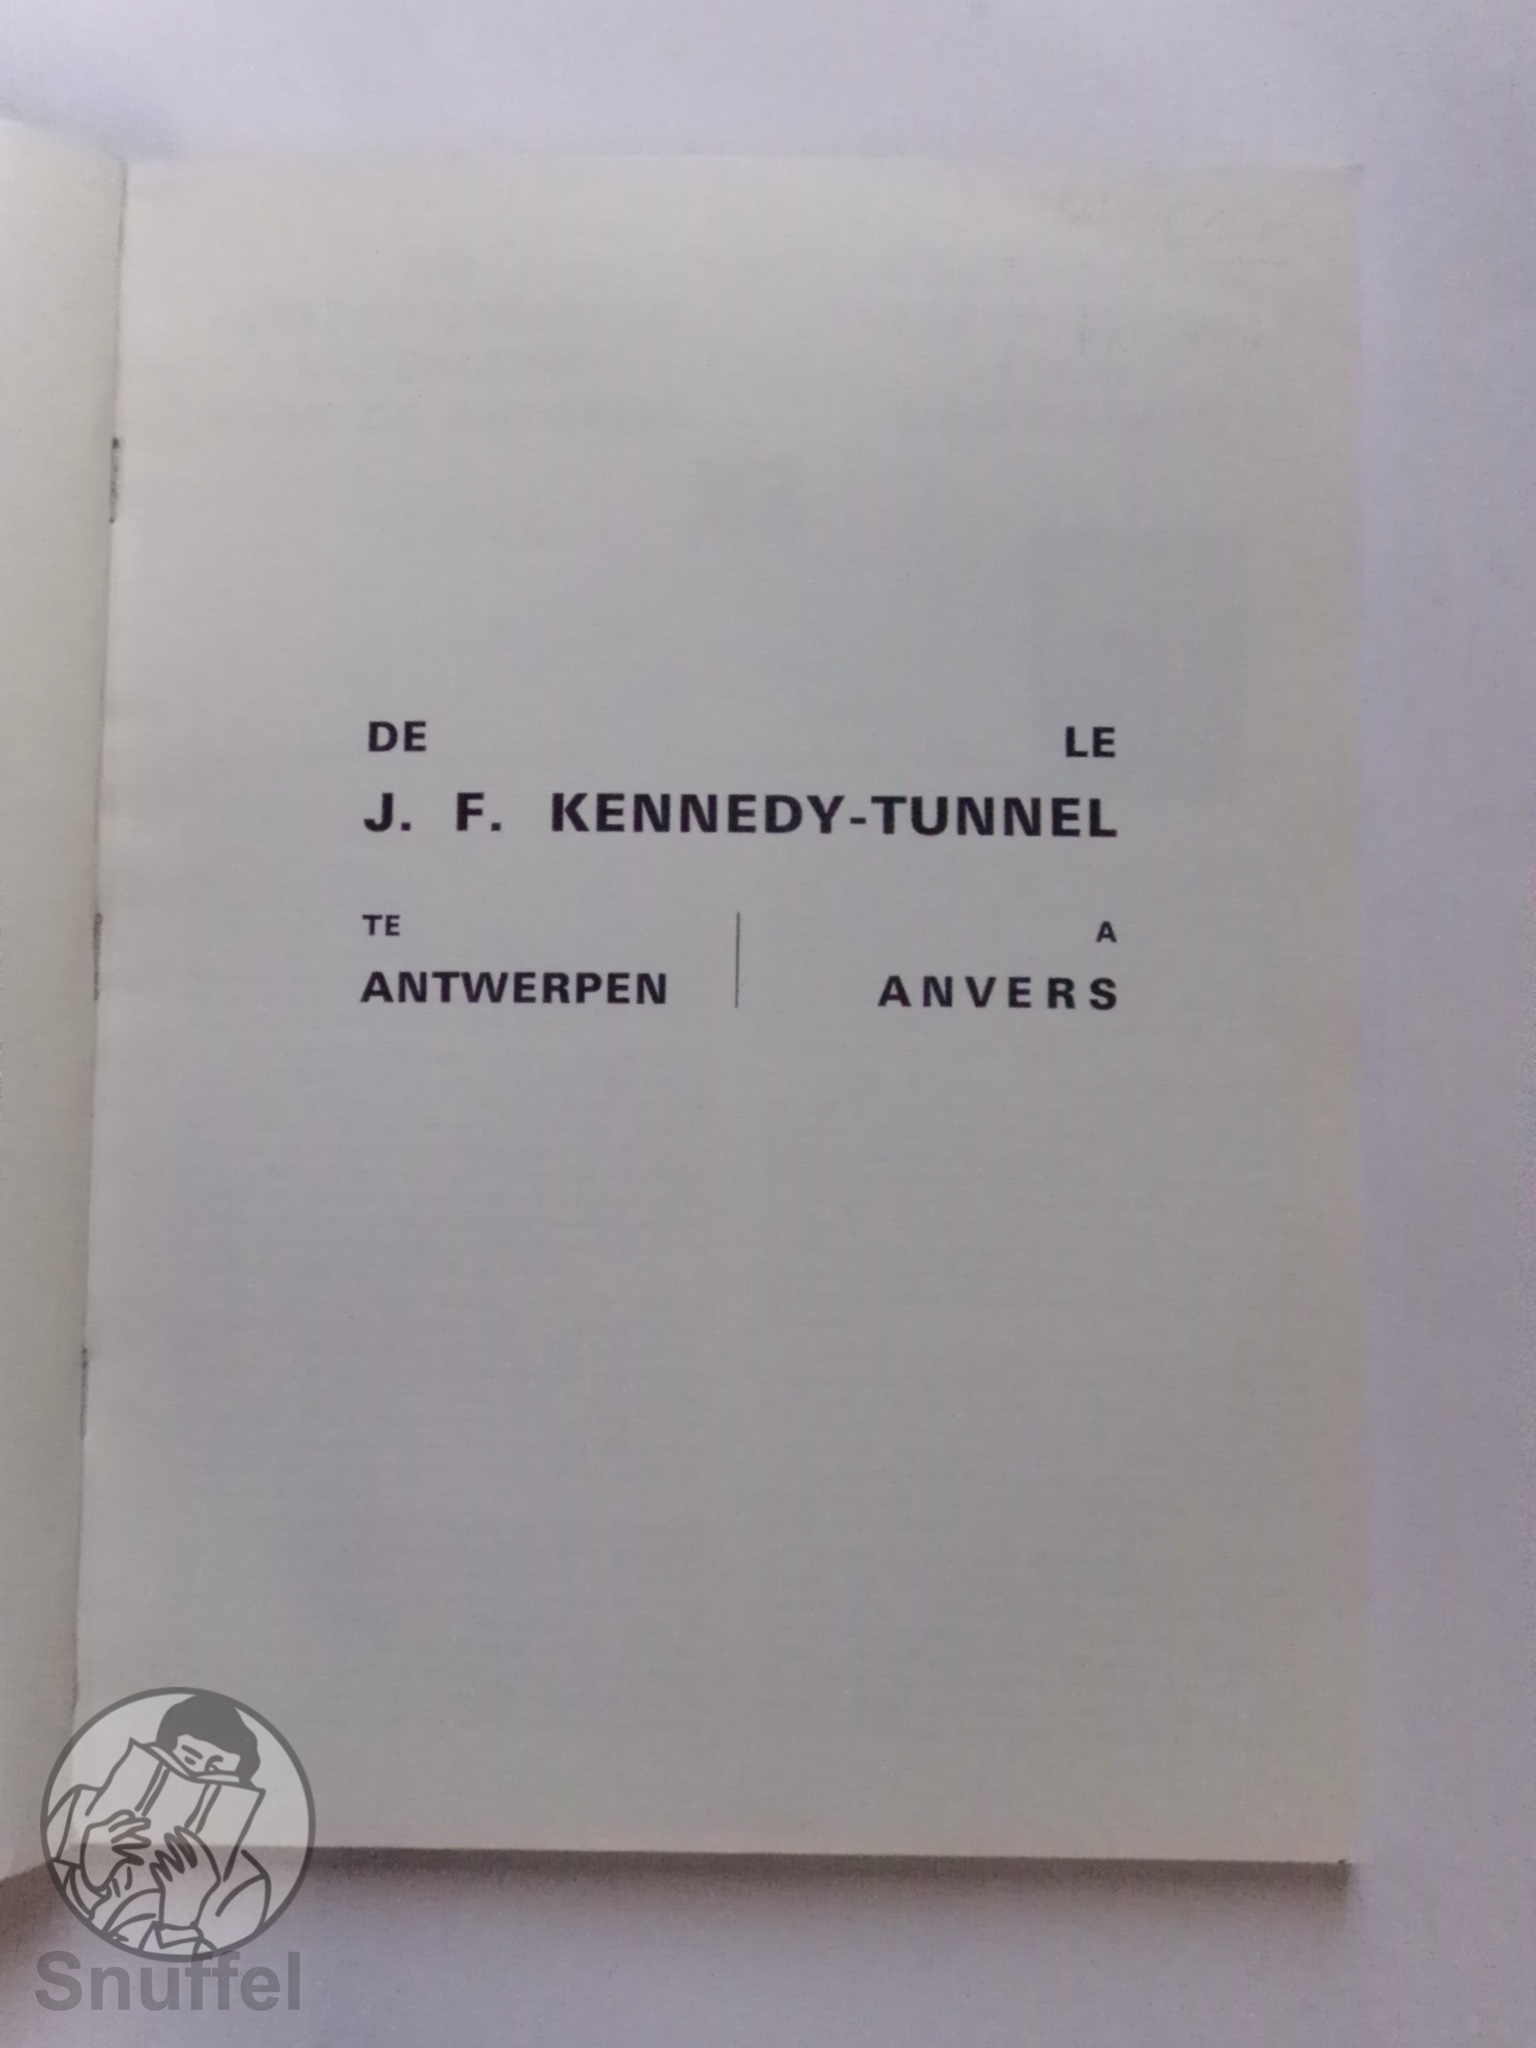 DE LE
J. F. KENNEDY-TUNNEL
TE A
ANTWERPEN ANVERS
Snuffel